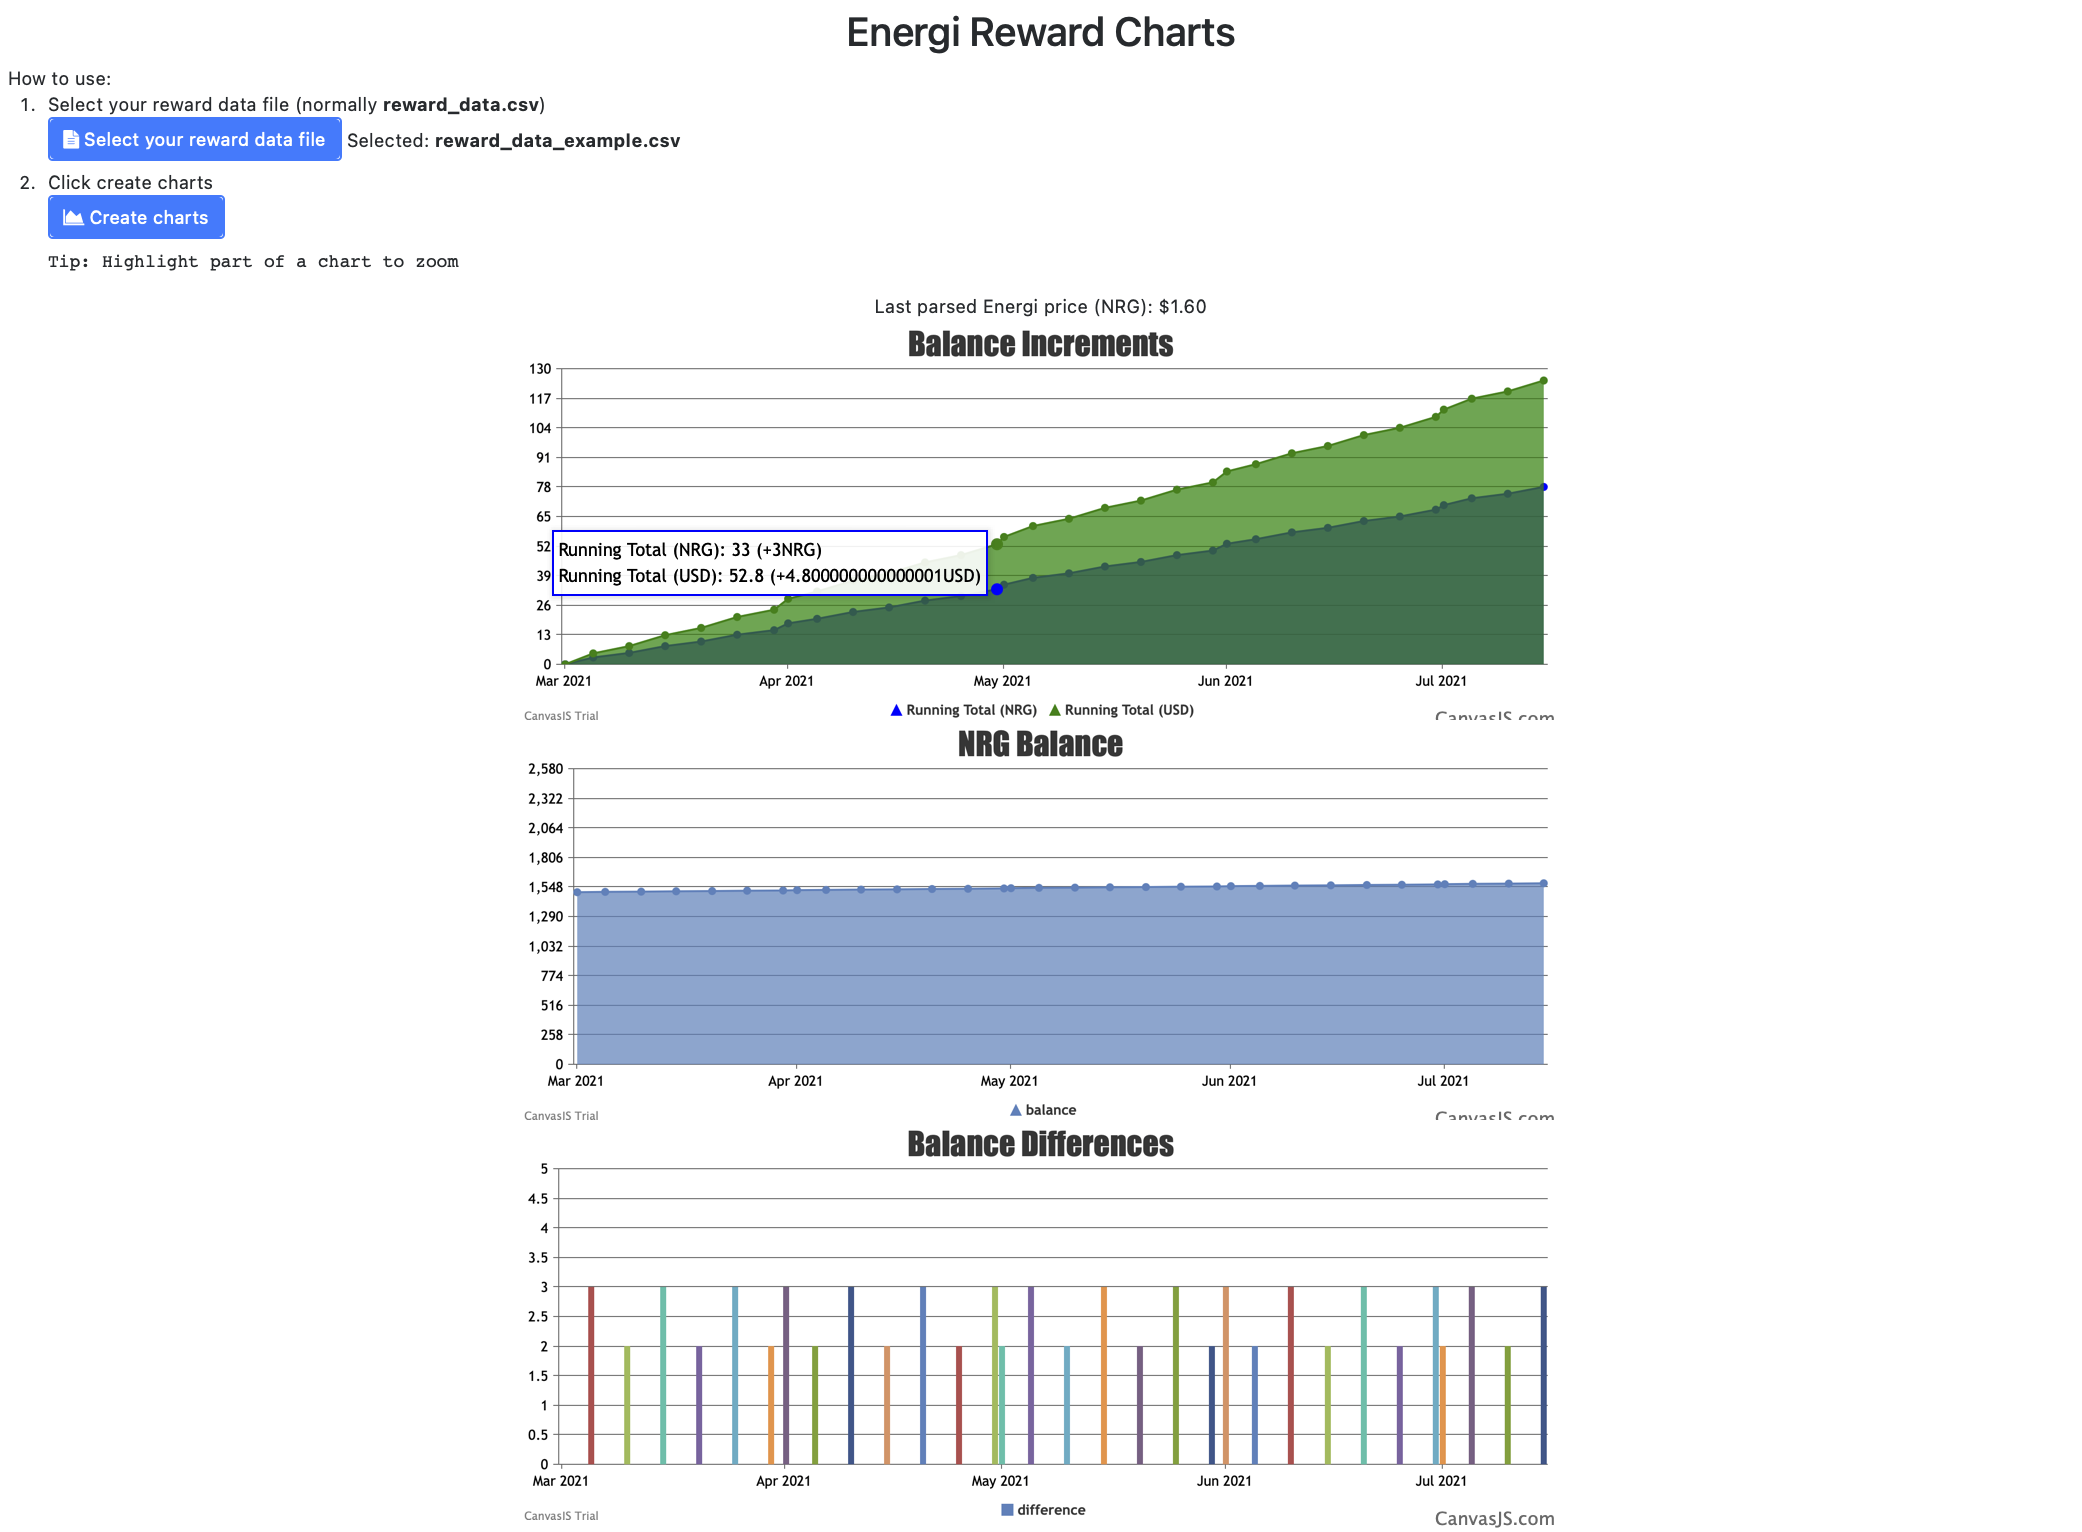 Energi Reward Charts
How to use:
1. Select your reward data file (normally reward_data.csv)
Select your reward data file Selected: reward_data_example.csv
2. Click create charts
Create charts
Tip: Highlight part of a chart to zoom
Last parsed Energi price (NRG): $1.60
Balance Increments
130
117
104
91
78
65
52
Running Total (NRG): 33 (+3NRG)
39
Running Total (USD): 52.8 (+4.800000000000001USD)
26
13
0
Mar 2021 Apr 2021 May 2021 Jun 2021 Jul 2021
Running Total (NRG) Running Total (USD)
CanvasJS Trial CanvasJS.com
NRG Balance
2,580
2,322
2,064
1,806
1,548
1,290
1,032
774
516
258
0
Mar 2021 Apr 2021 May 2021 Jun 2021 Jul 2021
balance
CanvasJS Trial CanvasJS.com
Balance Differences
5
4.5
4
3.5
3
2.5
2
1.5
1
0.5
0
Mar 2021 Apr 2021 May 2021 Jun 2021 Jul 2021
difference
CanvasJS Trial CanvasJS.com